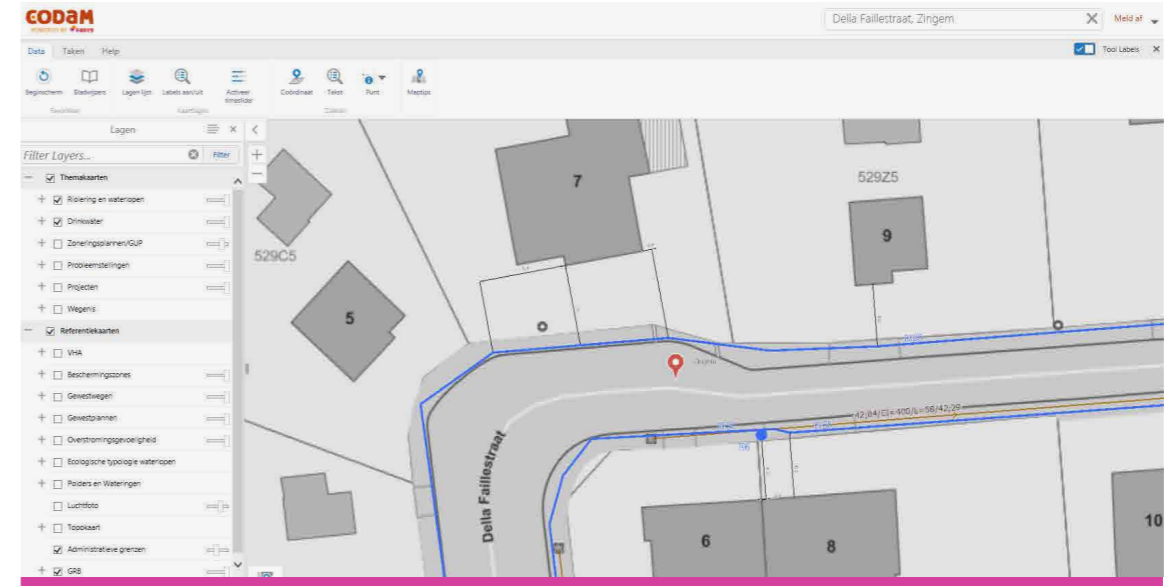 CODAM
Della Faillestraat, Zingem
Meld af
Data Taken Help
Tool Labels
Beginscherm Bladwijzers Lagen lijst Labels aan/uit Activeer timeslider Coördinaat Tekst Punt Maptips
Favorieten Kaartlagen Zoeken
Lagen
Filter Layers... Filter
Themakaarten
Riolering en waterlopen
Drinkwater
Zoneringsplannen/GUP
Probleemstellingen
Projecten
Wegenis
Referentiekaarten
VHA
Beschermingszones
Gewestwegen
Gewestplannen
Overstromingsgevoeligheid
Ecologische typologie waterlopen
Polders en Wateringen
Luchtfoto
Topokaart
Administratieve grenzen
GRB
7
529Z5
9
529C5
5
Della Faillestraat
6
8
10